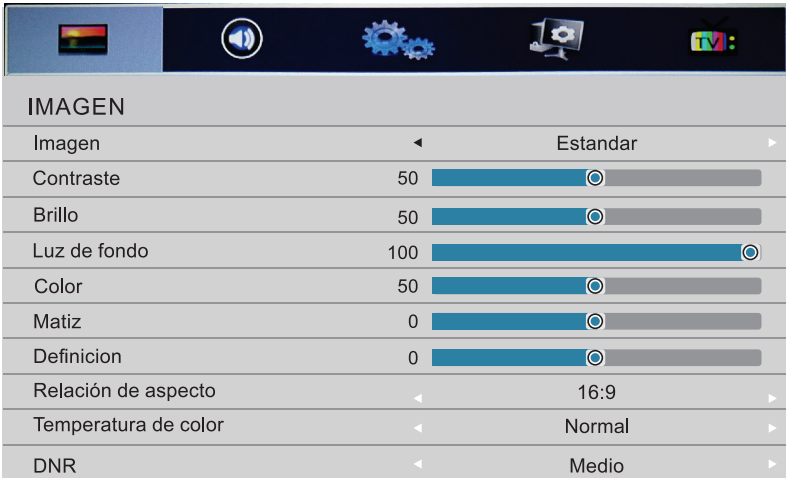 TV
IMAGEN
Imagen Estandar
Contraste 50
Brillo 50
Luz de fondo 100
Color 50
Matiz 0
Definicion 0
Relación de aspecto 16:9
Temperatura de color Normal
DNR Medio